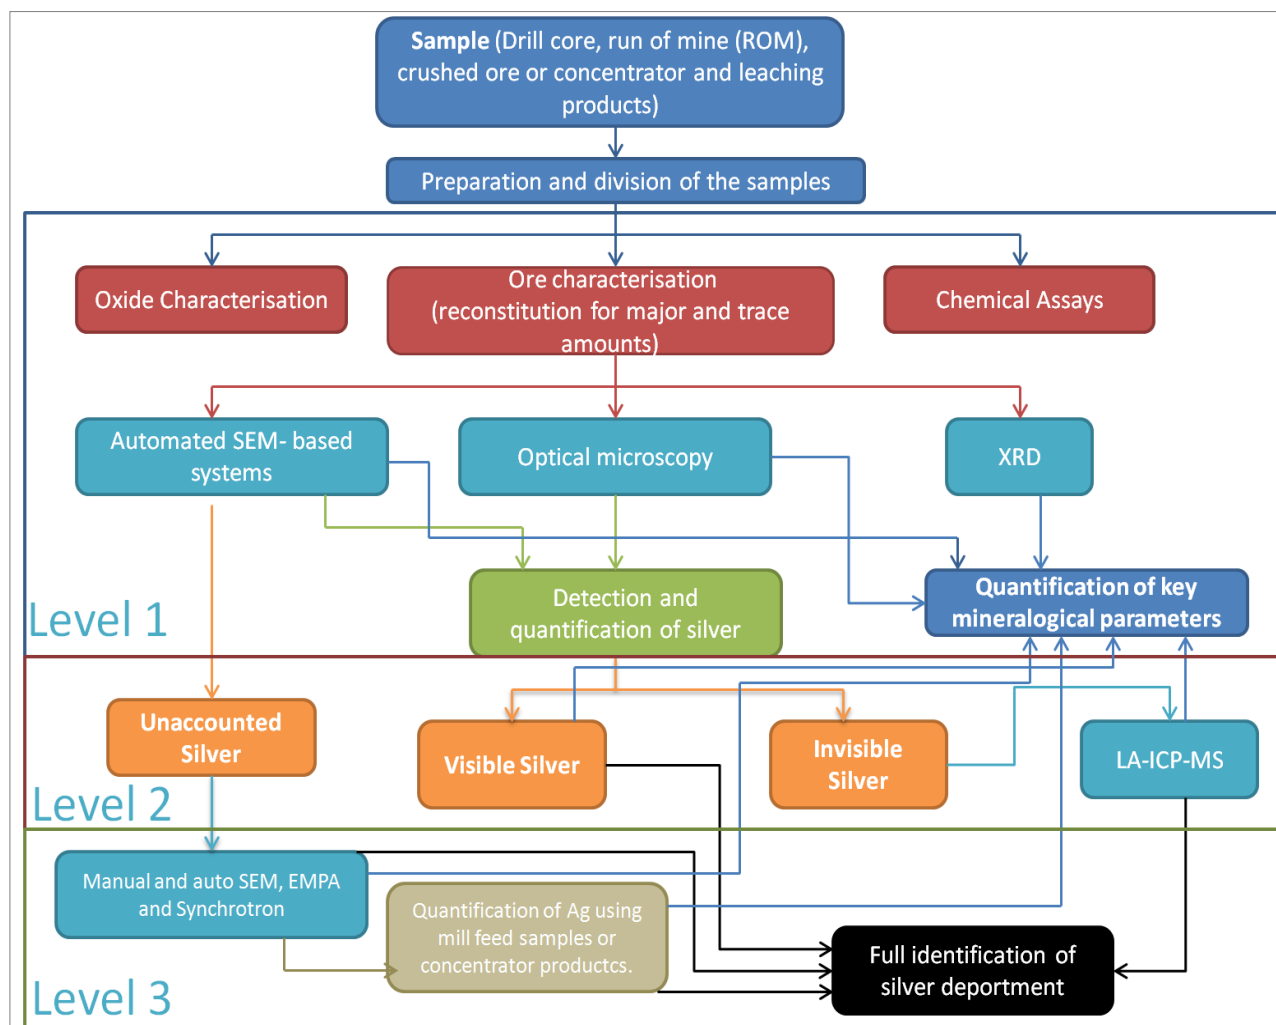 Sample (Drill core, run of mine (ROM),
crushed ore or concentrator and leaching
products)
Preparation and division of the samples
Oxide Characterisation
Ore characterisation
(reconstitution for major and trace
amounts)
Chemical Assays
Automated SEM- based
systems
Optical microscopy
XRD
Detection and
quantification of silver
Quantification of key
mineralogical parameters
Level 1
Unaccounted
Silver
Visible Silver
Invisible
Silver
LA-ICP-MS
Level 2
Manual and auto SEM, EMPA
and Synchrotron
Quantification of Ag using
mill feed samples or
concentrator productcs.
Full identification of
silver deportment
Level 3